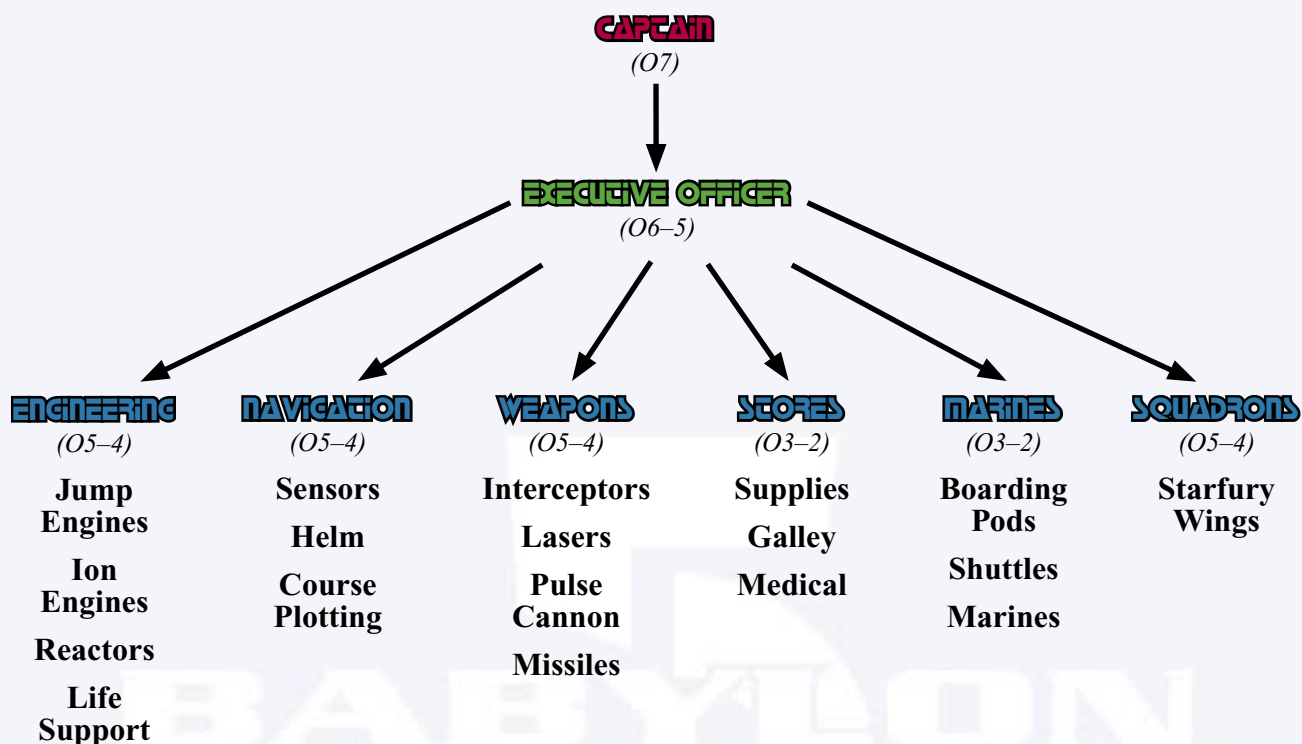 CAPTAIN
(O7)
EXECUTIVE OFFICER
(O6–5)
ENGINEERING
(O5–4)
Jump
Engines
Ion
Engines
Reactors
Life
Support
NAVIGATION
(O5–4)
Sensors
Helm
Course
Plotting
WEAPONS
(O5–4)
Interceptors
Lasers
Pulse
Cannon
Missiles
STORES
(O3–2)
Supplies
Galley
Medical
MARINES
(O3–2)
Boarding
Pods
Shuttles
Marines
SQUADRONS
(O5–4)
Starfury
Wings
BABYLON
5